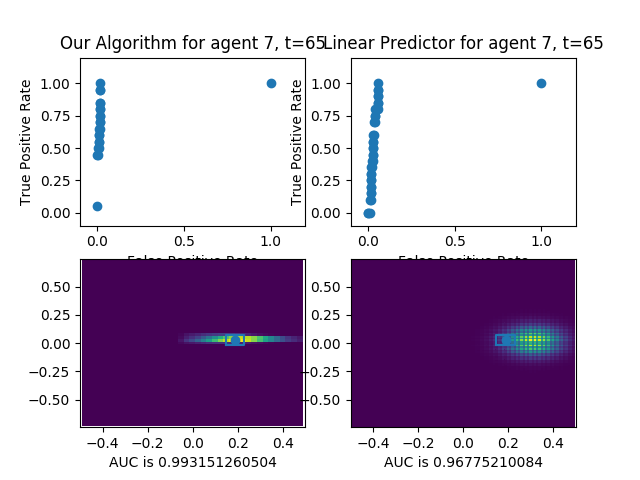 Our Algorithm for agent 7, t=65
Linear Predictor for agent 7, t=65
True Positive Rate
1.00
0.75
0.50
0.25
0.00
0.0 0.5 1.0
False Positive Rate
True Positive Rate
1.00
0.75
0.50
0.25
0.00
0.0 0.5 1.0
False Positive Rate
0.50
0.25
0.00
−0.25
−0.50
−0.4 −0.2 0.0 0.2 0.4
AUC is 0.993151260504
0.50
0.25
0.00
−0.25
−0.50
−0.4 −0.2 0.0 0.2 0.4
AUC is 0.96775210084